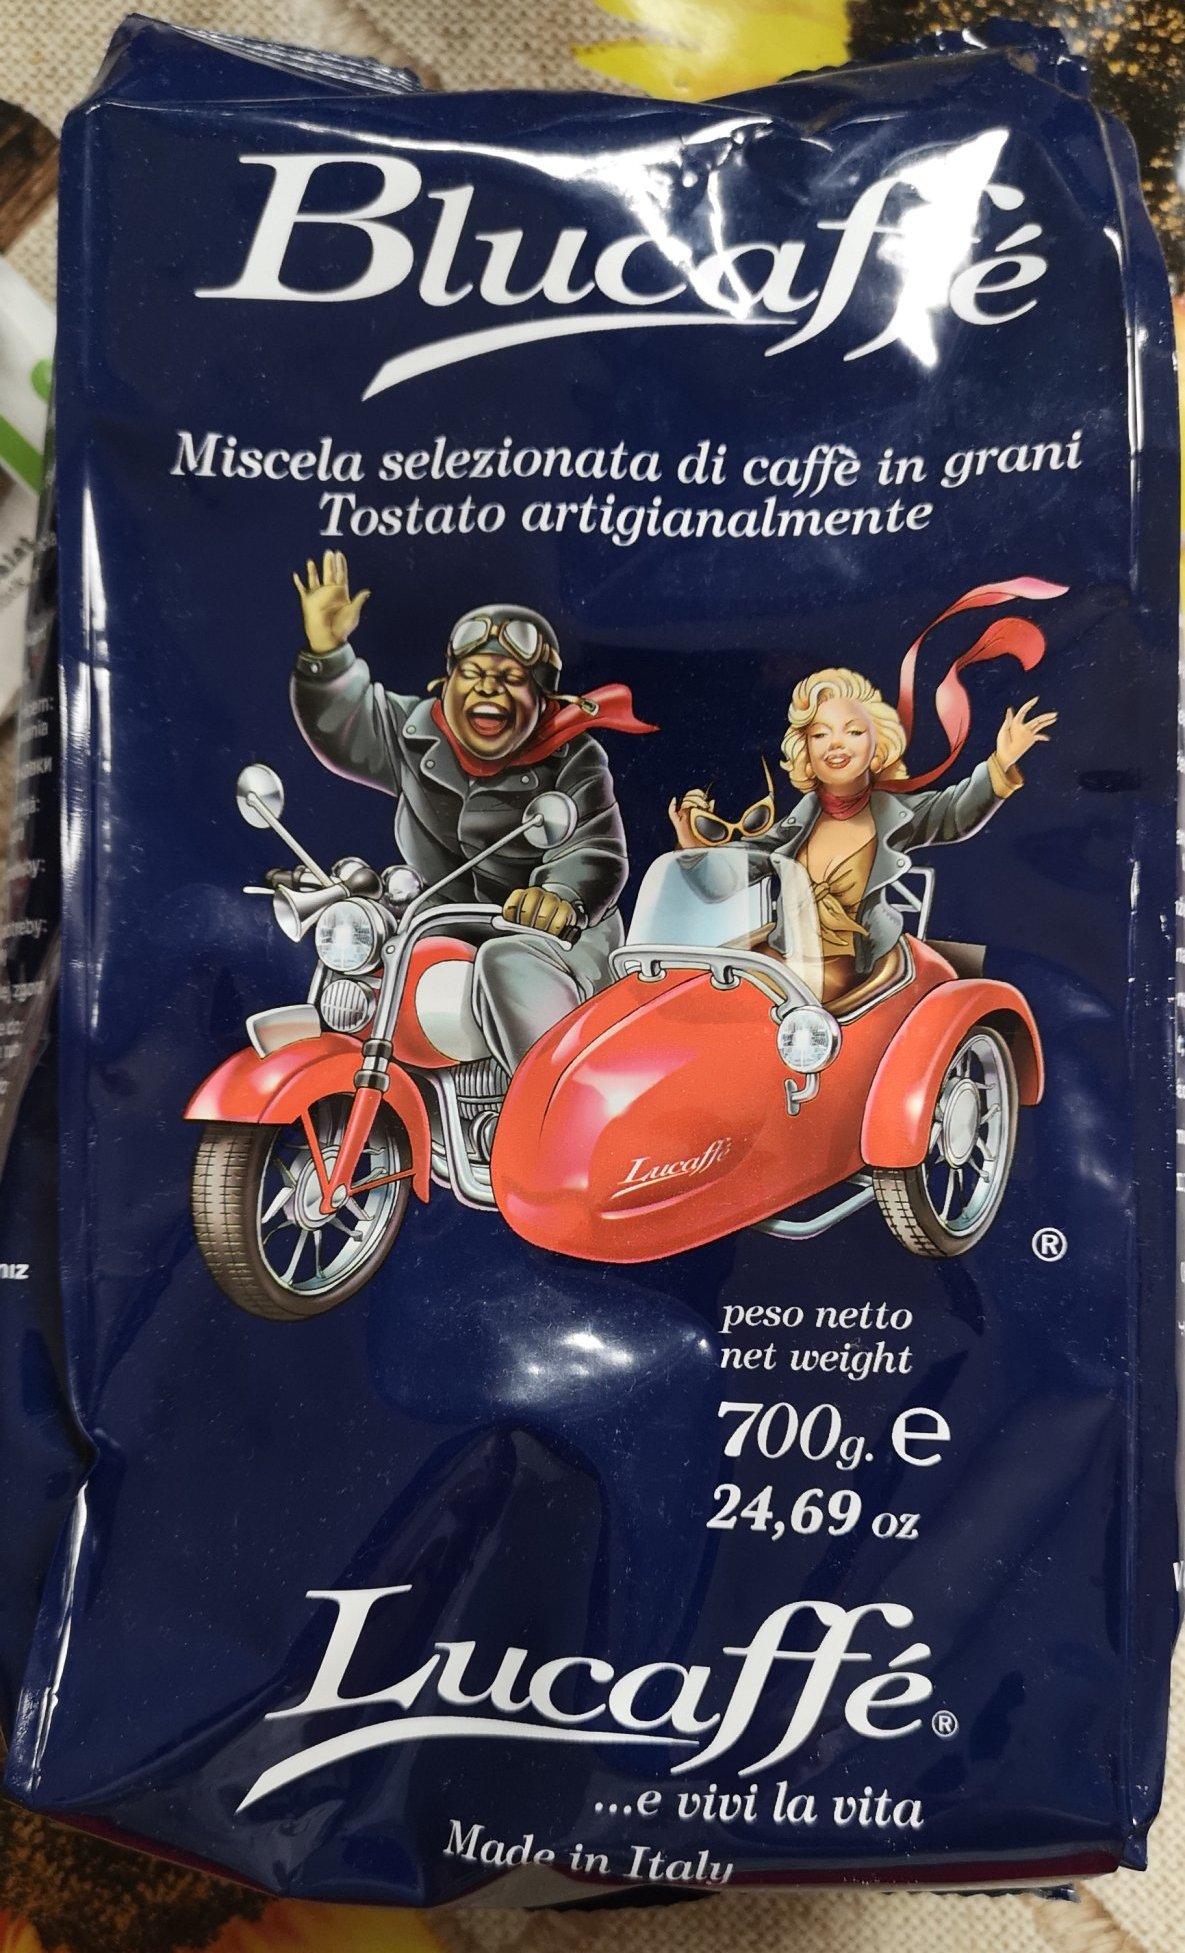 Blucaffé
Miscela selezionata di caffè in grani
Tostato artigianalmente
Lucaffé
®
peso netto
net weight
700g. e
24,69 oz
Lucaffé®
...e vivi la vita
Made in Italy